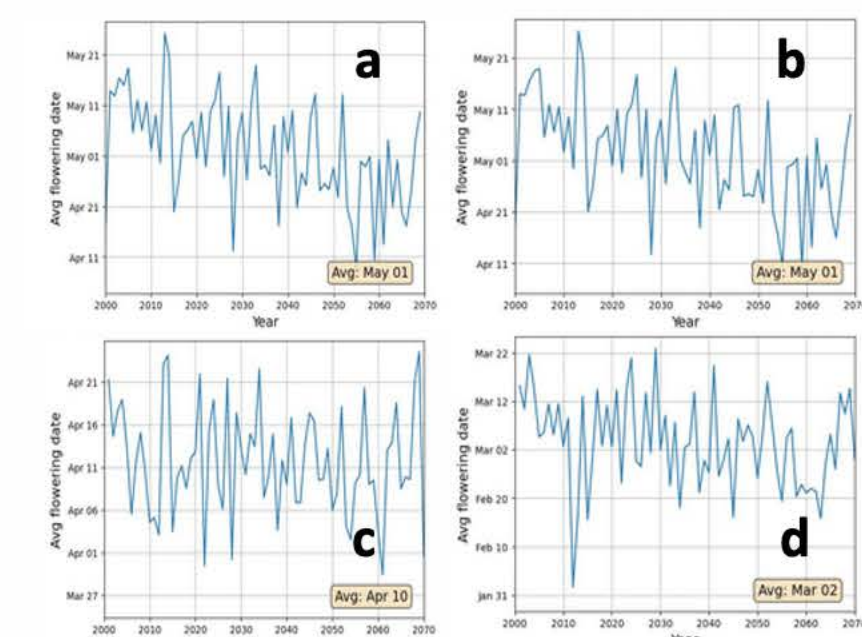 a
Avg flowering date
May 21
May 11
May 01
Apr 21
Apr 11
Avg: May 01
2000 2010 2020 2030 2040 2050 2060 2070
Year
b
Avg flowering date
May 21
May 11
May 01
Apr 21
Apr 11
Avg: May 01
2000 2010 2020 2030 2040 2050 2060 2070
Year
c
Avg flowering date
Apr 21
Apr 16
Apr 11
Apr 06
Apr 01
Mar 27
Avg: Apr 10
2000 2010 2020 2030 2040 2050 2060 2070
d
Avg flowering date
Mar 22
Mar 12
Mar 02
Feb 20
Feb 10
Jan 31
Avg: Mar 02
2000 2010 2020 2030 2040 2050 2060 2070
Year